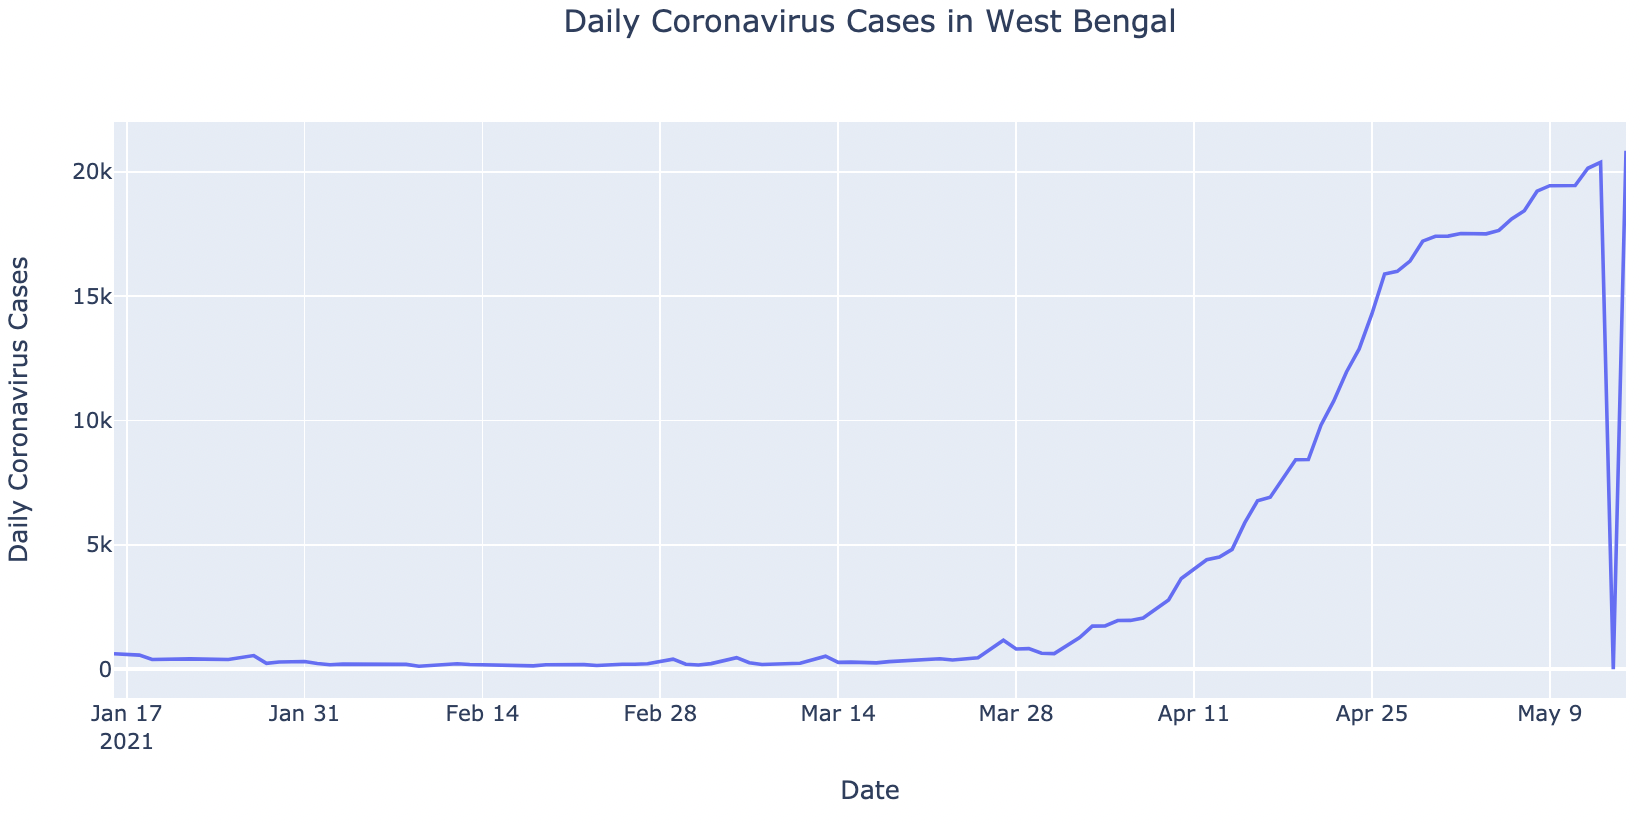 Daily Coronavirus Cases in West Bengal
Daily Coronavirus Cases
20k
15k
10k
5k
0
Jan 17 Jan 31 Feb 14 Feb 28 Mar 14 Mar 28 Apr 11 Apr 25 May 9
2021
Date